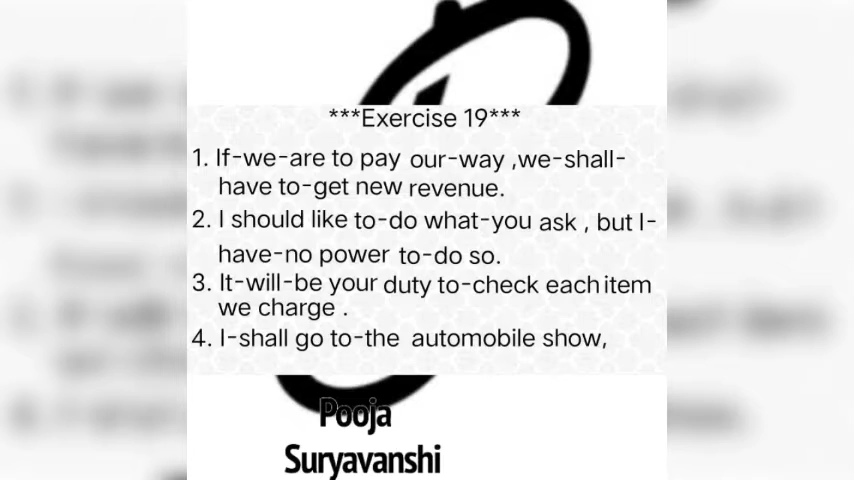 ***Exercise 19***
1. If-we-are to pay our-way ,we-shall-
have to-get new revenue.
2. I should like to-do what-you ask , but I-
have-no power to-do so.
3. It-will-be your duty to-check each item
we charge .
4. I-shall go to-the automobile show,
Pooja
Suryavanshi